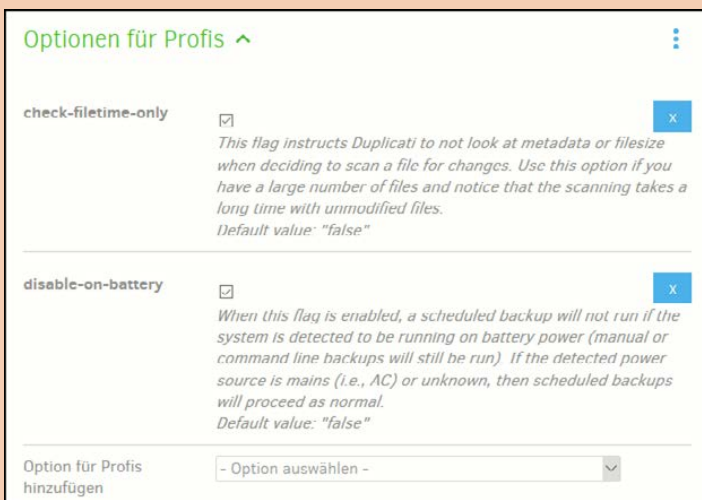 Optionen für Profis
check-filetime-only
x
This flag instructs Duplicati to not look at metadata or filesize
when deciding to scan a file for changes. Use this option if you
have a large number of files and notice that the scanning takes a
long time with unmodified files.
Default value: "false"
disable-on-battery
x
When this flag is enabled, a scheduled backup will not run if the
system is detected to be running on battery power (manual or
command line backups will still be run). If the detected power
source is mains (i.e., AC) or unknown, then scheduled backups
will proceed as normal.
Default value: "false"
Option für Profis
hinzufügen
- Option auswählen -